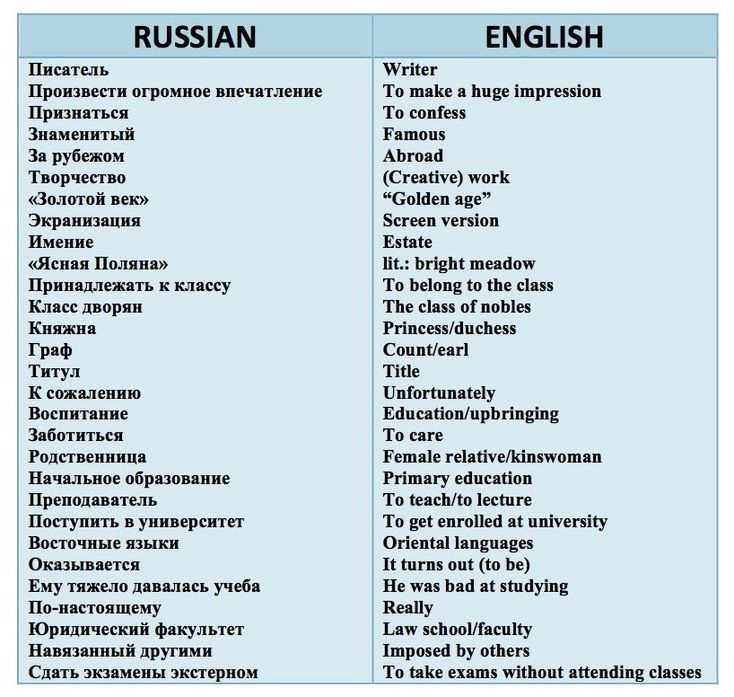 RUSSIAN ENGLISH
Писатель Writer
Произвести огромное впечатление To make a huge impression
Признаться To confess
Знаменитый Famous
За рубежом Abroad
Творчество (Creative) work
«Золотой век» “Golden age”
Экранизация Screen version
Имение Estate
«Ясная Поляна» lit.: bright meadow
Принадлежать к классу To belong to the class
Класс дворян The class of nobles
Княжна Princess/duchess
Граф Count/earl
Титул Title
К сожалению Unfortunately
Воспитание Education/upbringing
Заботиться To care
Родственница Female relative/kinswoman
Начальное образование Primary education
Преподаватель To teach/to lecture
Поступить в университет To get enrolled at university
Восточные языки Oriental languages
Оказывается It turns out (to be)
Ему тяжело давалась учеба He was bad at studying
По-настоящему Really
Юридический факультет Law school/faculty
Навязанный другими Imposed by others
Сдать экзамены экстерном To take exams without attending classes